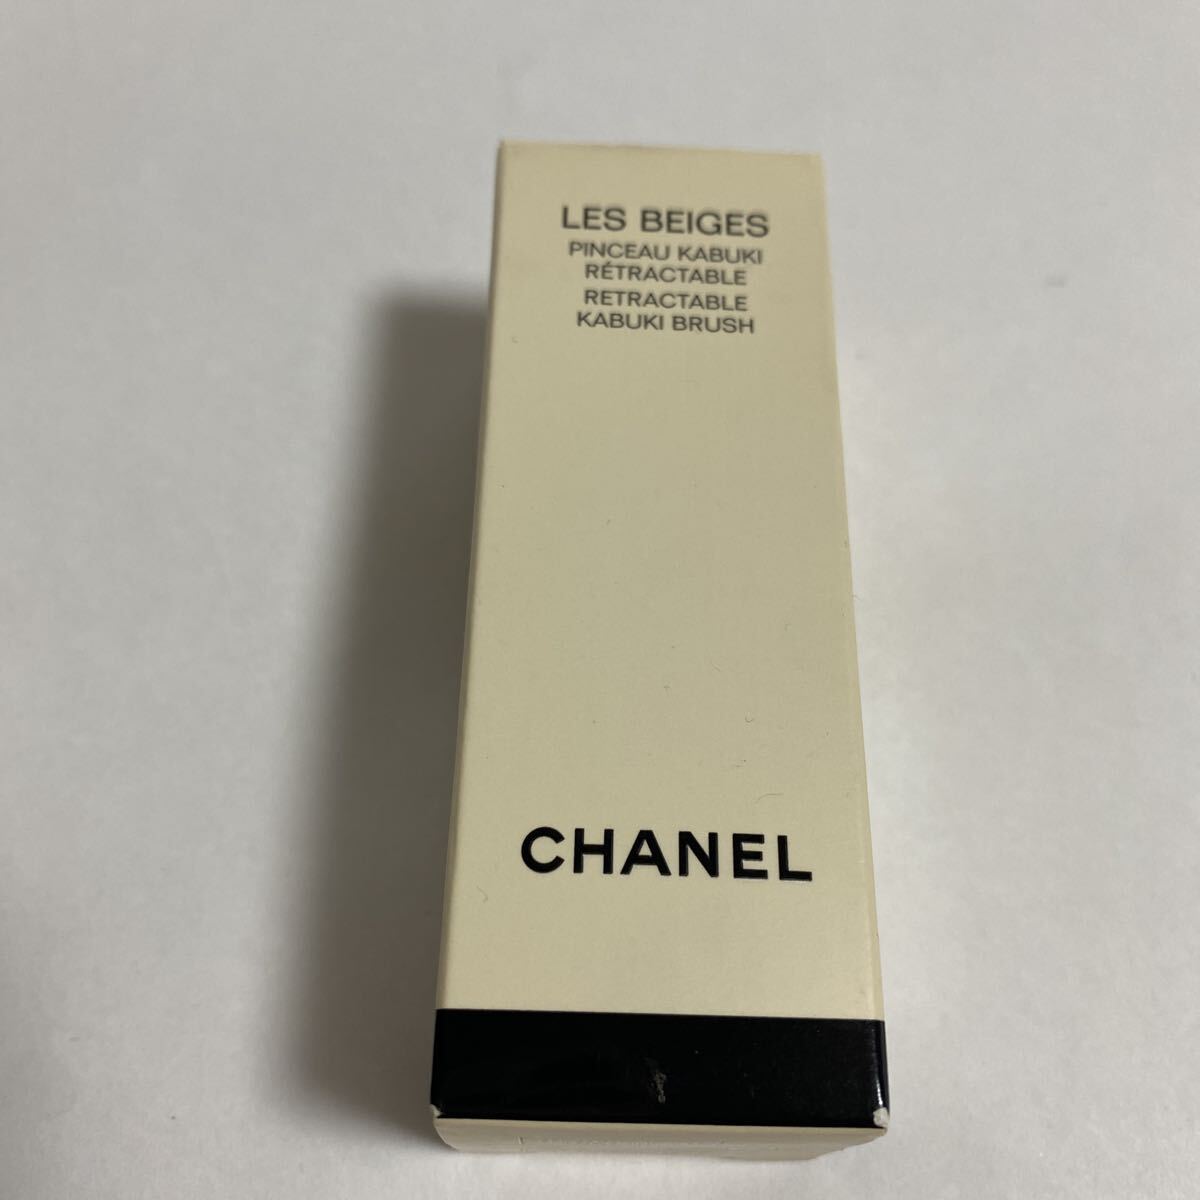 LES BEIGES
PINCEAU KABUKI
RÉTRACTABLE
RETRACTABLE
KABUKI BRUSH
CHANEL